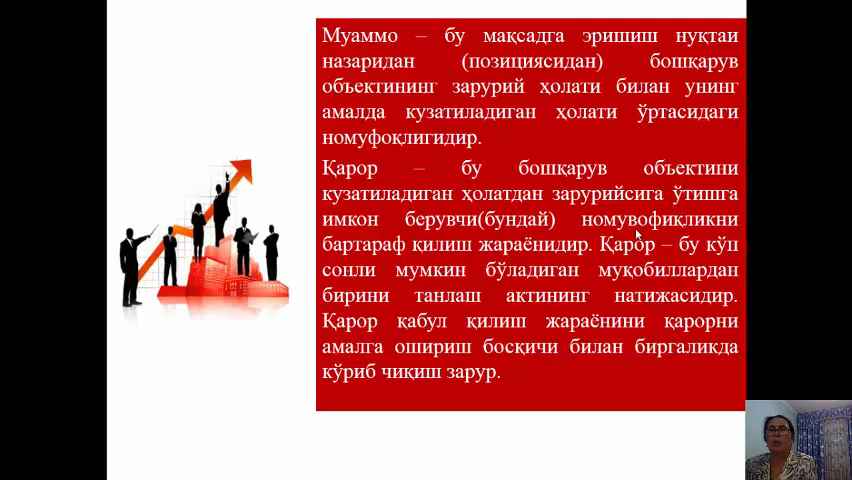 Муаммо – бу мақсадга эришиш нуқтаи
назаридан (позициясидан) бошқарув
объектининг зарурий ҳолати билан унинг
амалда кузатиладиган ҳолати ўртасидаги
номуфоқлигидир.
Қарор – бу бошқарув объектини
кузатиладиган ҳолатдан зарурийсига ўтишга
имкон берувчи(бундай) номувофиқликни
бартараф қилиш жараёнидир. Қарор – бу кўп
сонли мумкин бўладиган муқобиллардан
бирини танлаш актининг натижасидир.
Қарор қабул қилиш жараёнини қарорни
амалга ошириш босқичи билан биргаликда
кўриб чиқиш зарур.